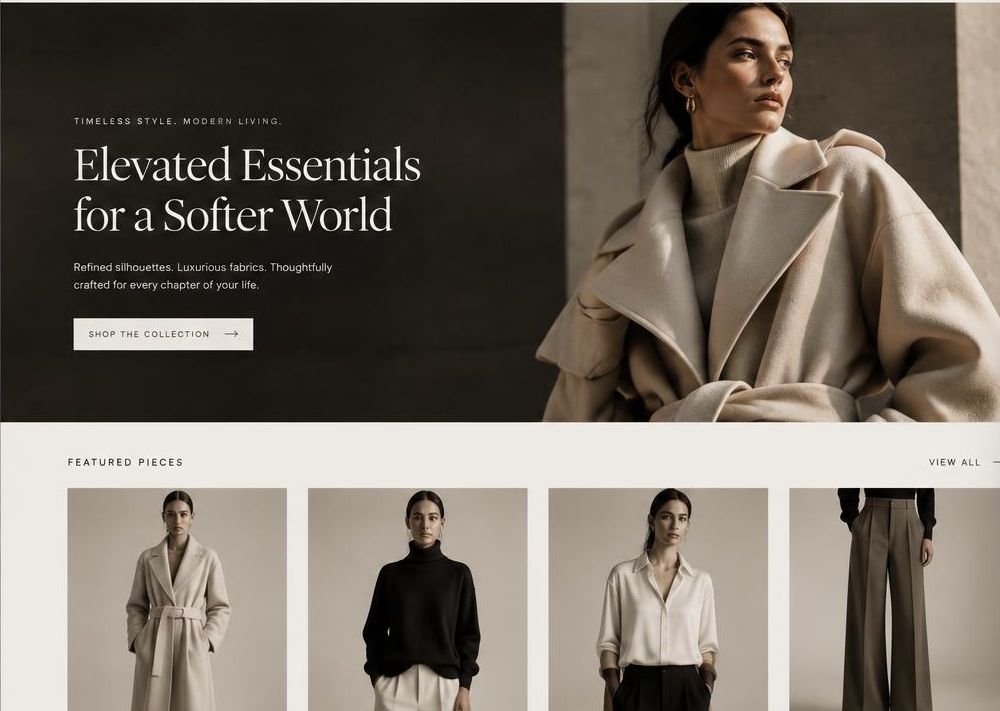 TIMELESS STYLE. MODERN LIVING.
Elevated Essentials
for a Softer World
Refined silhouettes. Luxurious fabrics. Thoughtfully
crafted for every chapter of your life.
SHOP THE COLLECTION
FEATURED PIECES
VIEW ALL